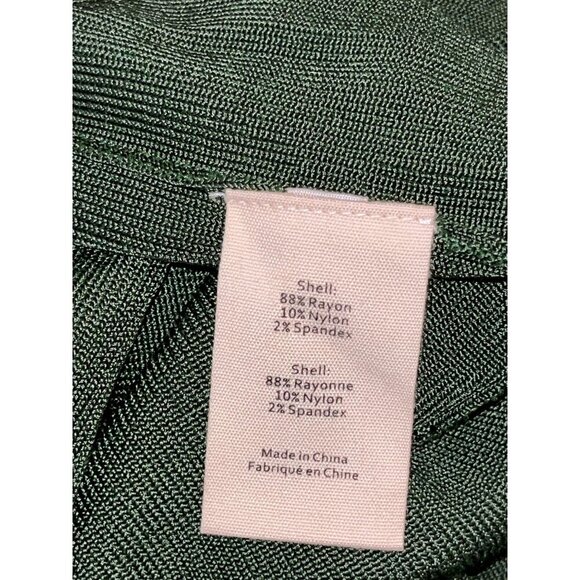 Shell:
88% Rayon
10% Nylon
2% Spandex
Shell:
88% Rayonne
10% Nylon
2% Spandex
Made in China
Fabriqué en Chine